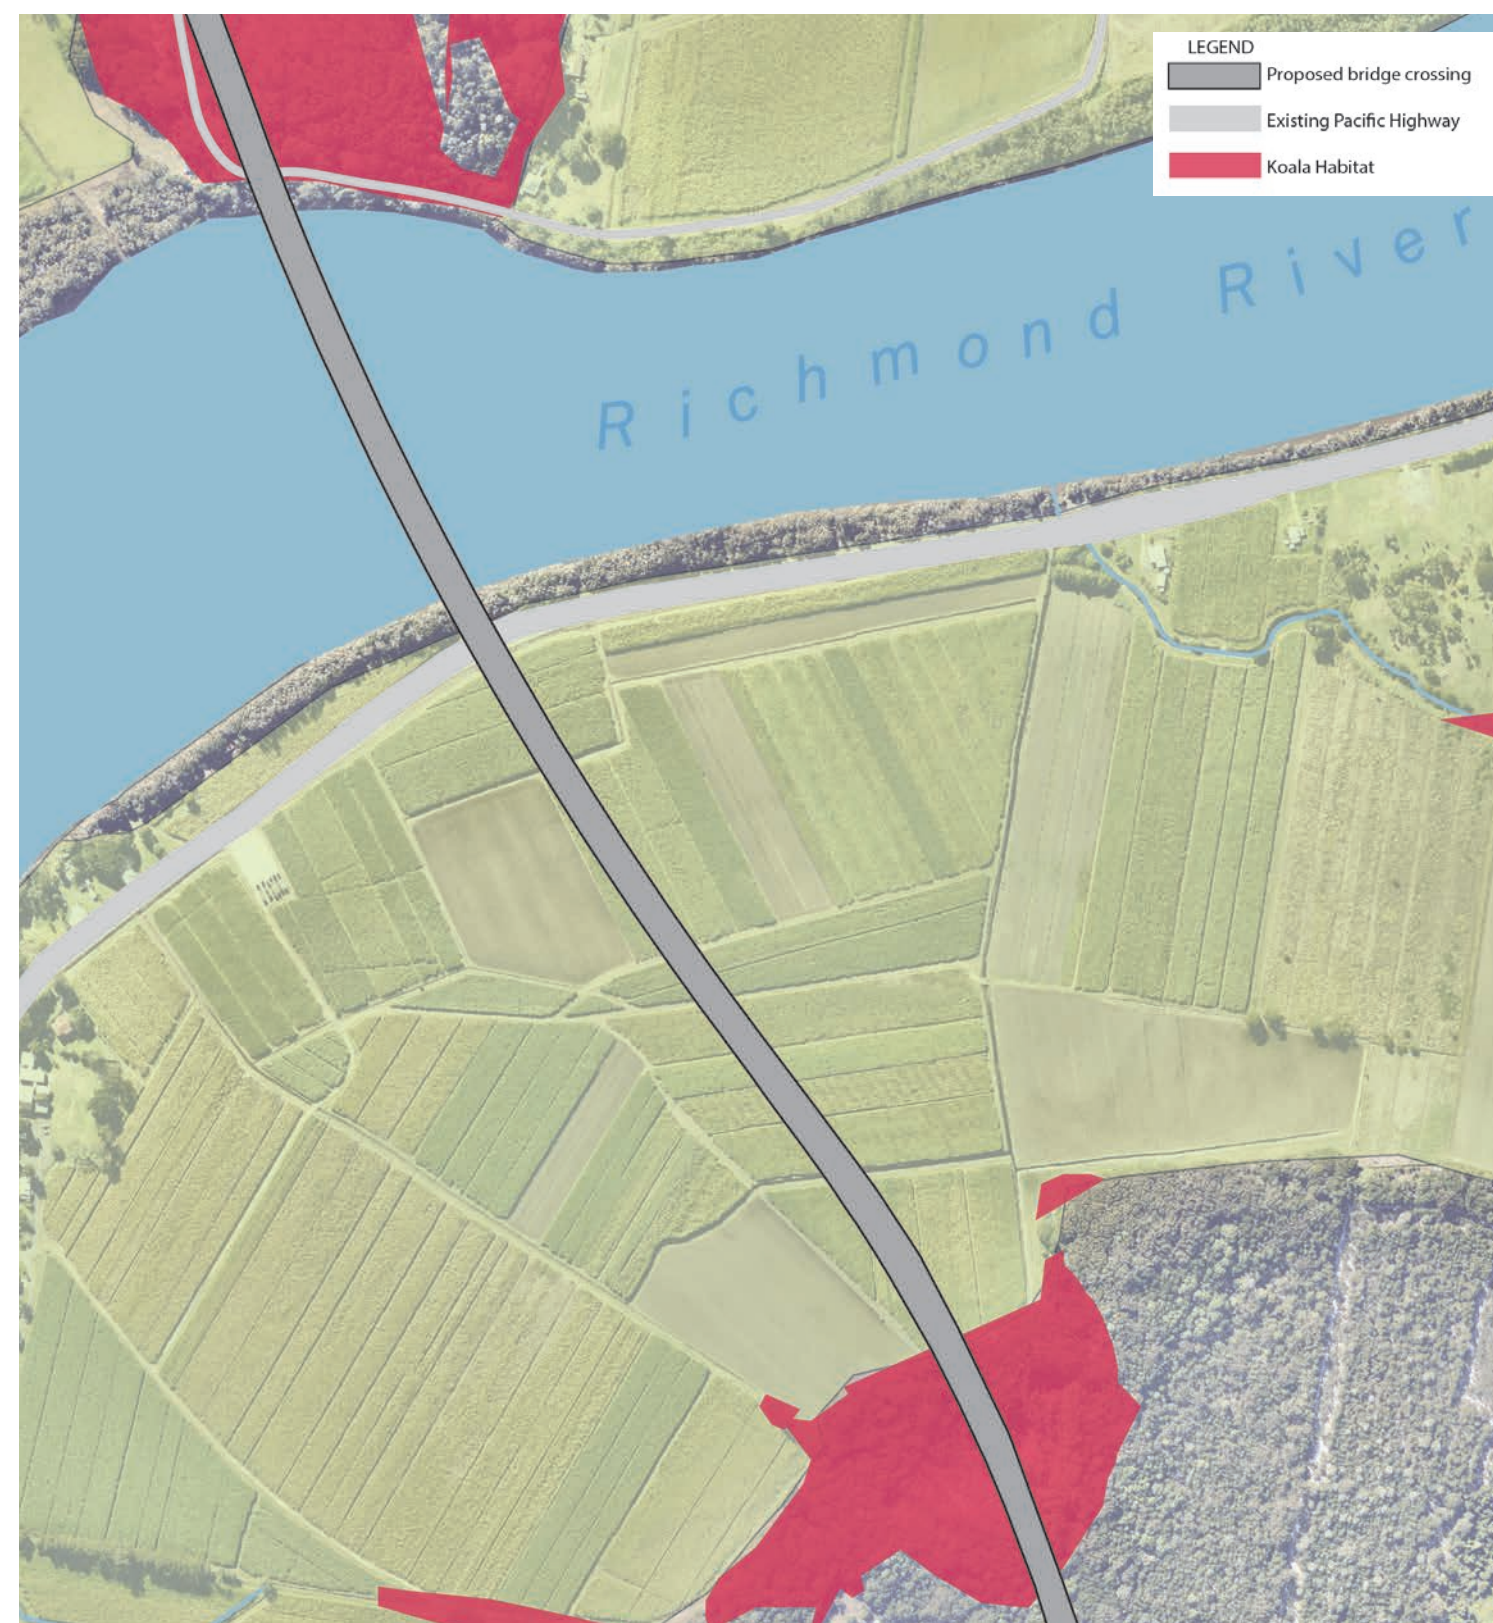 LEGEND
Proposed bridge crossing
Existing Pacific Highway
Koala Habitat
Richmond River